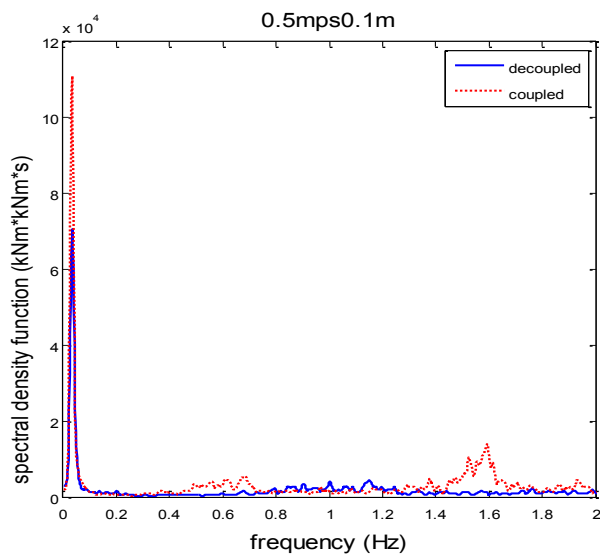 0.5mps0.1m
x 10⁴
12
10
8
6
4
2
0
spectral density function (kNm*kNm*s)
decoupled
coupled
0 0.2 0.4 0.6 0.8 1 1.2 1.4 1.6 1.8 2
frequency (Hz)